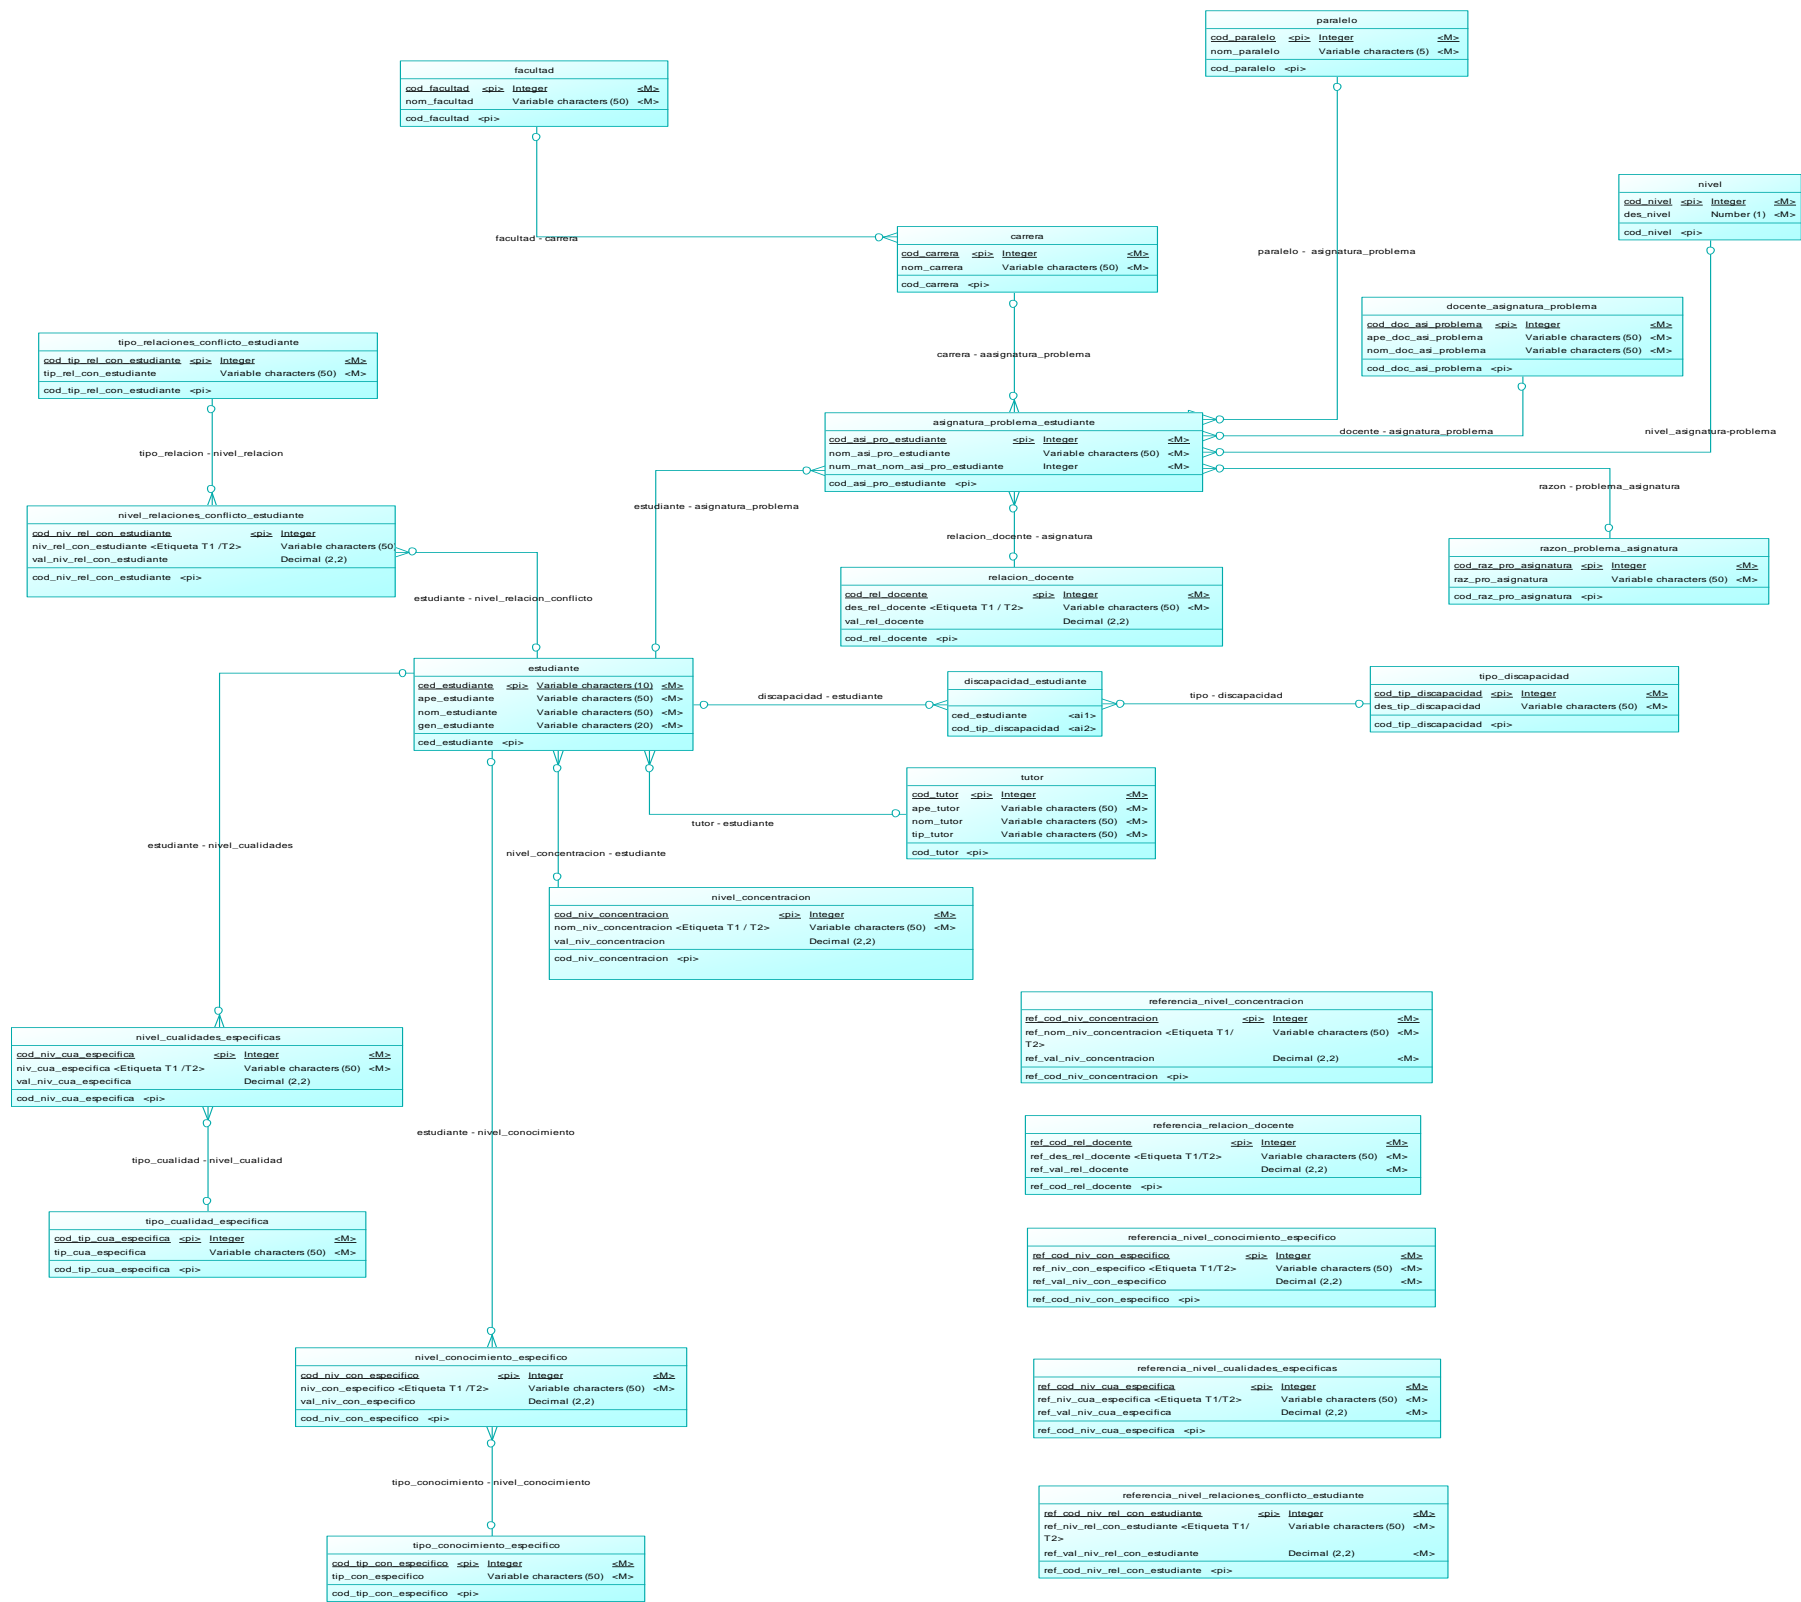 paralelo
cod_paralelo <pi> Integer <M>
nom_paralelo Variable characters (5) <M>
cod_paralelo <pi>
facultad
cod_facultad <pi> Integer <M>
nom_facultad Variable characters (50) <M>
cod_facultad <pi>
nivel
cod_nivel <pi> Integer <M>
des_nivel Number (1) <M>
cod_nivel <pi>
facultad - carrera
carrera
cod_carrera <pi> Integer <M>
nom_carrera Variable characters (50) <M>
cod_carrera <pi>
paralelo - asignatura_problema
docente_asignatura_problema
cod_doc_asi_problema <pi> Integer <M>
ape_doc_asi_problema Variable characters (50) <M>
nom_doc_asi_problema Variable characters (50) <M>
cod_doc_asi_problema <pi>
tipo_relaciones_conflicto_estudiante
cod_tip_rel_con_estudiante <pi> Integer <M>
tip_rel_con_estudiante Variable characters (50) <M>
cod_tip_rel_con_estudiante <pi>
carrera - aasignatura_problema
asignatura_problema_estudiante
cod_asi_pro_estudiante <pi> Integer <M>
nom_asi_pro_estudiante Variable characters (50) <M>
num_mat_nom_asi_pro_estudiante Integer <M>
cod_asi_pro_estudiante <pi>
docente - asignatura_problema
nivel_asignatura-problema
tipo_relacion - nivel_relacion
razon - problema_asignatura
estudiante - asignatura_problema
nivel_relaciones_conflicto_estudiante
cod_niv_rel_con_estudiante <pi> Integer
niv_rel_con_estudiante <Etiqueta T1 /T2> Variable characters (50
val_niv_rel_con_estudiante Decimal (2,2)
cod_niv_rel_con_estudiante <pi>
relacion_docente - asignatura
razon_problema_asignatura
cod_raz_pro_asignatura <pi> Integer <M>
raz_pro_asignatura Variable characters (50) <M>
cod_raz_pro_asignatura <pi>
relacion_docente
cod_rel_docente <pi> Integer <M>
des_rel_docente <Etiqueta T1 / T2> Variable characters (50) <M>
val_rel_docente Decimal (2,2)
cod_rel_docente <pi>
estudiante - nivel_relacion_conflicto
estudiante
ced_estudiante <pi> Variable characters (10) <M>
ape_estudiante Variable characters (50) <M>
nom_estudiante Variable characters (50) <M>
gen_estudiante Variable characters (20) <M>
ced_estudiante <pi>
discapacidad - estudiante
discapacidad_estudiante
ced_estudiante <ai1>
cod_tip_discapacidad <ai2>
tipo - discapacidad
tipo_discapacidad
cod_tip_discapacidad <pi> Integer <M>
des_tip_discapacidad Variable characters (50) <M>
cod_tip_discapacidad <pi>
tutor
cod_tutor <pi> Integer <M>
ape_tutor Variable characters (50) <M>
nom_tutor Variable characters (50) <M>
tip_tutor Variable characters (50) <M>
cod_tutor <pi>
tutor - estudiante
estudiante - nivel_cualidades
nivel_concentracion - estudiante
nivel_concentracion
cod_niv_concentracion <pi> Integer <M>
nom_niv_concentracion <Etiqueta T1 / T2> Variable characters (50) <M>
val_niv_concentracion Decimal (2,2)
cod_niv_concentracion <pi>
referencia_nivel_concentracion
ref_cod_niv_concentracion <pi> Integer <M>
ref_nom_niv_concentracion <Etiqueta T1/ Variable characters (50) <M>
T2>
ref_val_niv_concentracion Decimal (2,2) <M>
ref_cod_niv_concentracion <pi>
nivel_cualidades_especificas
cod_niv_cua_especifica <pi> Integer <M>
niv_cua_especifica <Etiqueta T1 /T2> Variable characters (50) <M>
val_niv_cua_especifica Decimal (2,2)
cod_niv_cua_especifica <pi>
referencia_relacion_docente
ref_cod_rel_docente <pi> Integer <M>
ref_des_rel_docente <Etiqueta T1/T2> Variable characters (50) <M>
ref_val_rel_docente Decimal (2,2) <M>
ref_cod_rel_docente <pi>
estudiante - nivel_conocimiento
tipo_cualidad - nivel_cualidad
tipo_cualidad_especifica
cod_tip_cua_especifica <pi> Integer <M>
tip_cua_especifica Variable characters (50) <M>
cod_tip_cua_especifica <pi>
referencia_nivel_conocimiento_especifico
ref_cod_niv_con_especifico <pi> Integer <M>
ref_niv_con_especifico <Etiqueta T1/T2> Variable characters (50) <M>
ref_val_niv_con_especifico Decimal (2,2) <M>
ref_cod_niv_con_especifico <pi>
nivel_conocimiento_especifico
cod_niv_con_especifico <pi> Integer <M>
niv_con_especifico <Etiqueta T1 /T2> Variable characters (50) <M>
val_niv_con_especifico Decimal (2,2)
cod_niv_con_especifico <pi>
referencia_nivel_cualidades_especificas
ref_cod_niv_cua_especifica <pi> Integer <M>
ref_niv_cua_especifica <Etiqueta T1/T2> Variable characters (50) <M>
ref_val_niv_cua_especifica Decimal (2,2) <M>
ref_cod_niv_cua_especifica <pi>
tipo_conocimiento - nivel_conocimiento
referencia_nivel_relaciones_conflicto_estudiante
ref_cod_niv_rel_con_estudiante <pi> Integer <M>
ref_niv_rel_con_estudiante <Etiqueta T1/ Variable characters (50) <M>
T2>
ref_val_niv_rel_con_estudiante Decimal (2,2) <M>
ref_cod_niv_rel_con_estudiante <pi>
tipo_conocimiento_especifico
cod_tip_con_especifico <pi> Integer <M>
tip_con_especifico Variable characters (50) <M>
cod_tip_con_especifico <pi>